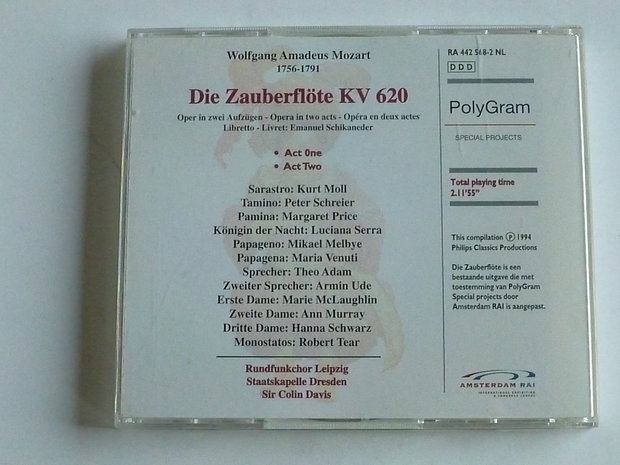 Wolfgang Amadeus Mozart
1756-1791
Die Zauberflöte KV 620
Oper in zwei Aufzügen - Opera in two acts - Opéra en deux actes
Libretto - Livret: Emanuel Schikaneder
• Act One
• Act Two
Sarastro: Kurt Moll
Tamino: Peter Schreier
Pamina: Margaret Price
Königin der Nacht: Luciana Serra
Papageno: Mikael Melbye
Papagena: Maria Venuti
Sprecher: Theo Adam
Zweiter Sprecher: Armin Ude
Erste Dame: Marie McLaughlin
Zweite Dame: Ann Murray
Dritte Dame: Hanna Schwarz
Monostatos: Robert Tear
Rundfunkchor Leipzig
Staatskapelle Dresden
Sir Colin Davis
RA 442 568-2 NL
DDD
PolyGram
SPECIAL PROJECTS
Total playing time
2.11'55"
This compilation Ⓟ 1994
Philips Classics Productions
Die Zauberflöte is een
bestaande uitgave die met
toestemming van PolyGram
Special projects door
Amsterdam RAI is aangepast.
AMSTERDAM RAI
INTERNATIONAL EXHIBITION
& CONGRESS CENTRE